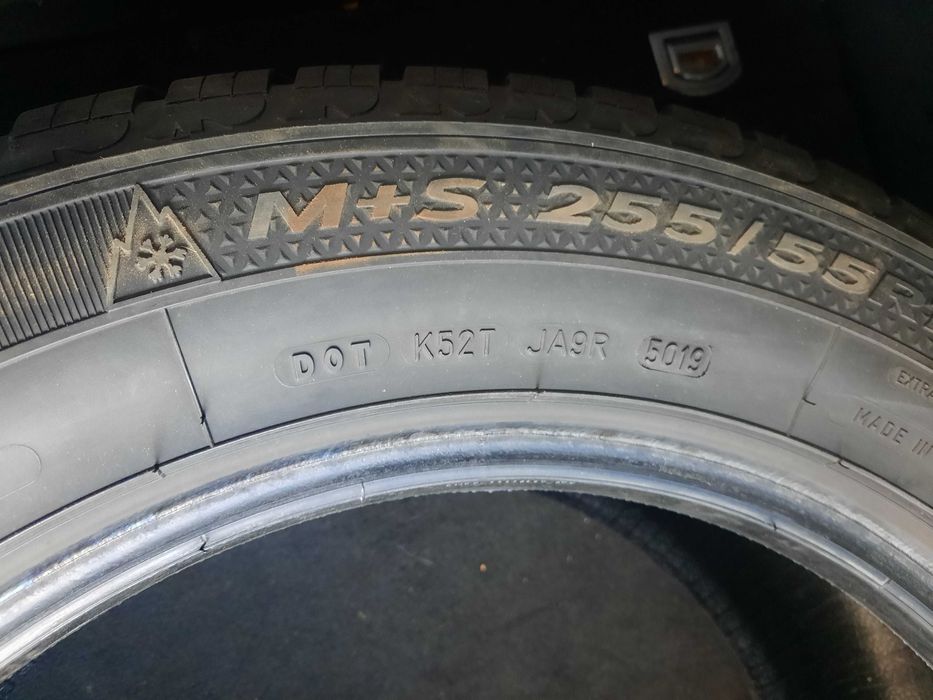 M+S 255/55R
DOT K52T JA9R 5019
EXTRA
MADE IN